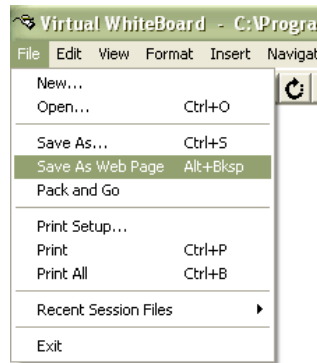 Virtual WhiteBoard - C:\Progra
File Edit View Format Insert Navigat
New...
Open... Ctrl+O
Save As... Ctrl+S
Save As Web Page Alt+Bksp
Pack and Go
Print Setup...
Print Ctrl+P
Print All Ctrl+B
Recent Session Files
Exit